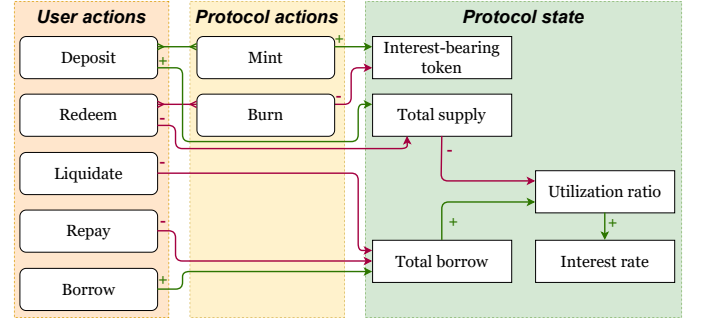 User actions
Protocol actions
Protocol state
Deposit
Mint
+
Interest-bearing
token
+
Redeem
Burn
-
Total supply
-
-
Liquidate
-
Utilization ratio
Repay
-
+
+
Total borrow
Interest rate
Borrow
+